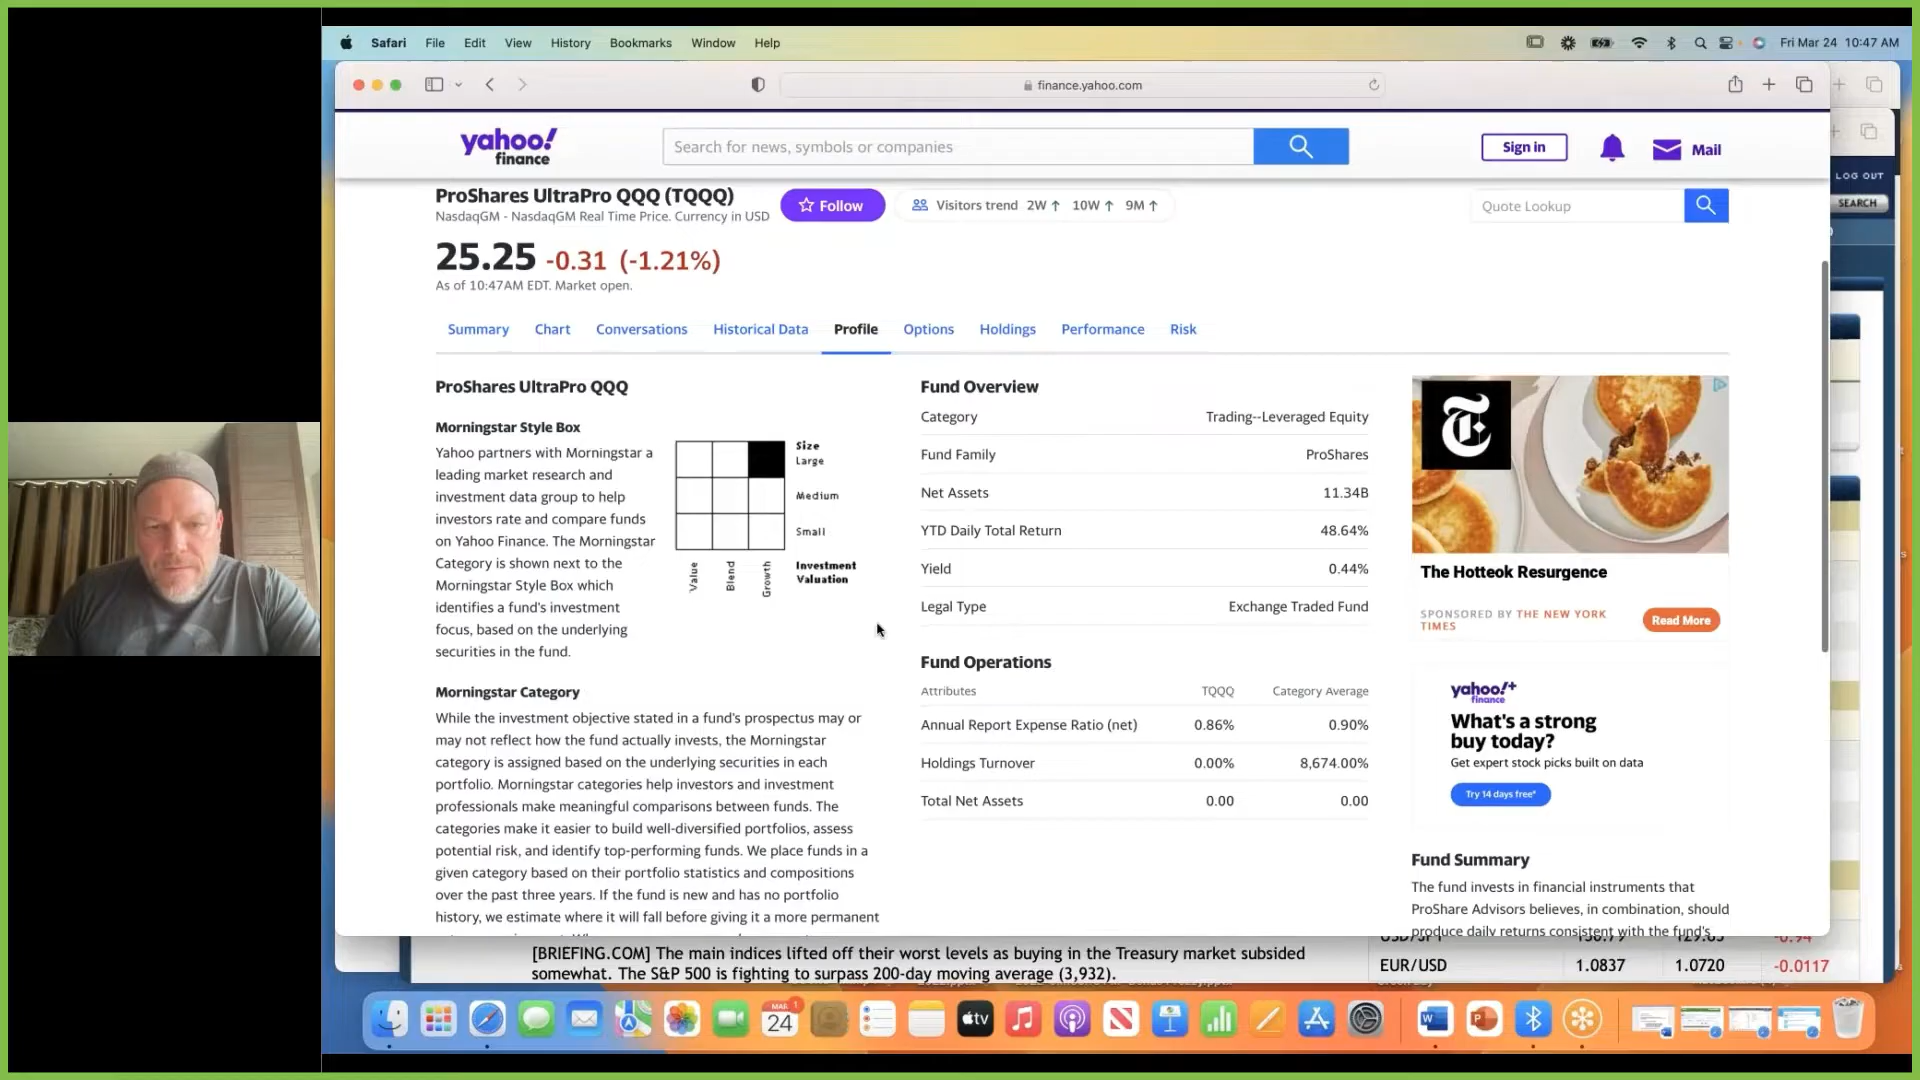 Safari File Edit View History Bookmarks Window Help
Fri Mar 24 10:47 AM
finance.yahoo.com
yahoo!
finance
Search for news, symbols or companies
Sign in
Mail
LOG OUT
SEARCH
ProShares UltraPro QQQ (TQQQ)
NasdaqGM - NasdaqGM Real Time Price. Currency in USD
Follow
Visitors trend 2W ↑ 10W ↑ 9M ↑
Quote Lookup
25.25 -0.31 (-1.21%)
As of 10:47AM EDT. Market open.
Summary Chart Conversations Historical Data Profile Options Holdings Performance Risk
ProShares UltraPro QQQ
Morningstar Style Box
Yahoo partners with Morningstar a
leading market research and
investment data group to help
investors rate and compare funds
on Yahoo Finance. The Morningstar
Category is shown next to the
Morningstar Style Box which
identifies a fund's investment
focus, based on the underlying
securities in the fund.
Size
Large
Medium
Small
Investment
Valuation
Value
Blend
Growth
Morningstar Category
While the investment objective stated in a fund's prospectus may or
may not reflect how the fund actually invests, the Morningstar
category is assigned based on the underlying securities in each
portfolio. Morningstar categories help investors and investment
professionals make meaningful comparisons between funds. The
categories make it easier to build well-diversified portfolios, assess
potential risk, and identify top-performing funds. We place funds in a
given category based on their portfolio statistics and compositions
over the past three years. If the fund is new and has no portfolio
history, we estimate where it will fall before giving it a more permanent
Fund Overview
Category Trading--Leveraged Equity
Fund Family ProShares
Net Assets 11.34B
YTD Daily Total Return 48.64%
Yield 0.44%
Legal Type Exchange Traded Fund
Fund Operations
Attributes TQQQ Category Average
Annual Report Expense Ratio (net) 0.86% 0.90%
Holdings Turnover 0.00% 8,674.00%
Total Net Assets 0.00 0.00
T
The Hotteok Resurgence
SPONSORED BY THE NEW YORK
TIMES
Read More
yahoo!+
finance
What's a strong
buy today?
Get expert stock picks built on data
Try 14 days free*
Fund Summary
The fund invests in financial instruments that
ProShare Advisors believes, in combination, should
produce daily returns consistent with the fund's
[BRIEFING.COM] The main indices lifted off their worst levels as buying in the Treasury market subsided
somewhat. The S&P 500 is fighting to surpass 200-day moving average (3,932).
USD/JPY -0.94
EUR/USD 1.0837 1.0720 -0.0117
MAR 1
24
tv
W
P